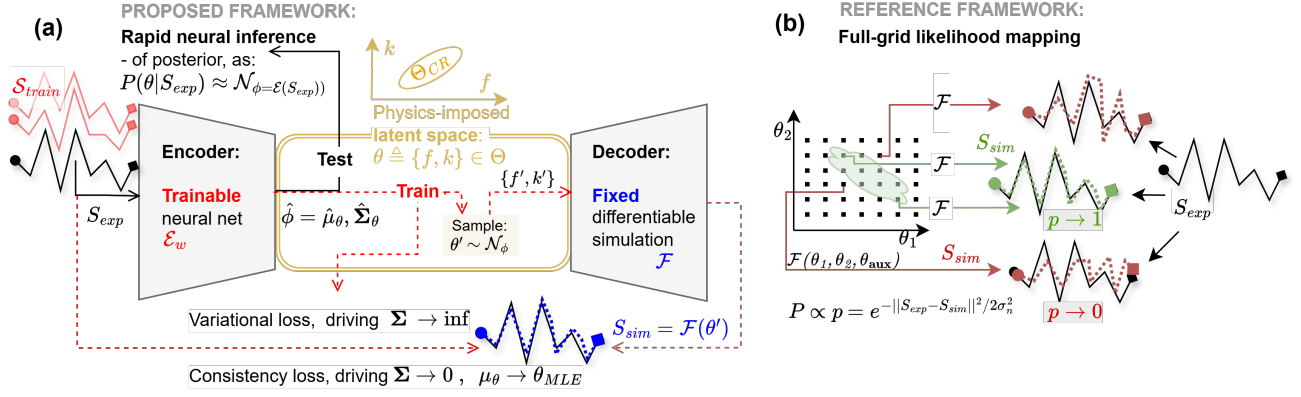 PROPOSED FRAMEWORK:
(a)
Rapid neural inference
- of posterior, as:
P(θ|S_exp) ≈ 𝒩_ϕ=ℰ(S_exp))
𝒮_train
S_exp
Encoder:
Trainable
neural net
ℰ_w
k
Θ_CR
f
Physics-imposed
latent space:
θ ≜ {f, k} ∈ Θ
Test
Train
{f′, k′}
ϕ̂ = μ̂_θ, Σ̂_θ
Sample:
θ′ ∼ 𝒩_ϕ̂
Decoder:
Fixed
differentiable
simulation
ℱ
Variational loss, driving Σ → inf
S_sim = ℱ(θ′)
Consistency loss, driving Σ → 0 , μ_θ → θ_MLE
REFERENCE FRAMEWORK:
(b)
Full-grid likelihood mapping
θ_2
θ_1
ℱ
ℱ
ℱ
S_sim
p → 1
S_exp
ℱ(θ_1, θ_2, θ_aux)
S_sim
p → 0
P ∝ p = e^−||S_exp−S_sim||²/2σ_n²